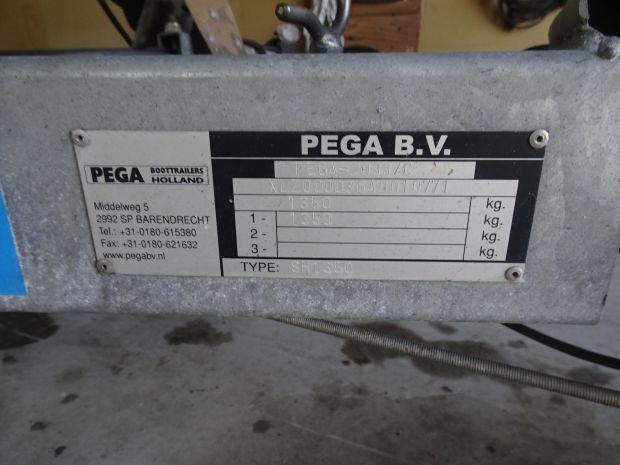 PEGA BOOTTRAILERS HOLLAND
Middelweg 5
2992 SP BARENDRECHT
Tel.: +31-0180-615380
Fax: +31-0180-621632
www.pegabv.nl
PEGA B.V.
1350 kg.
1- 1350 kg.
2- kg.
3- kg.
TYPE: SH1350